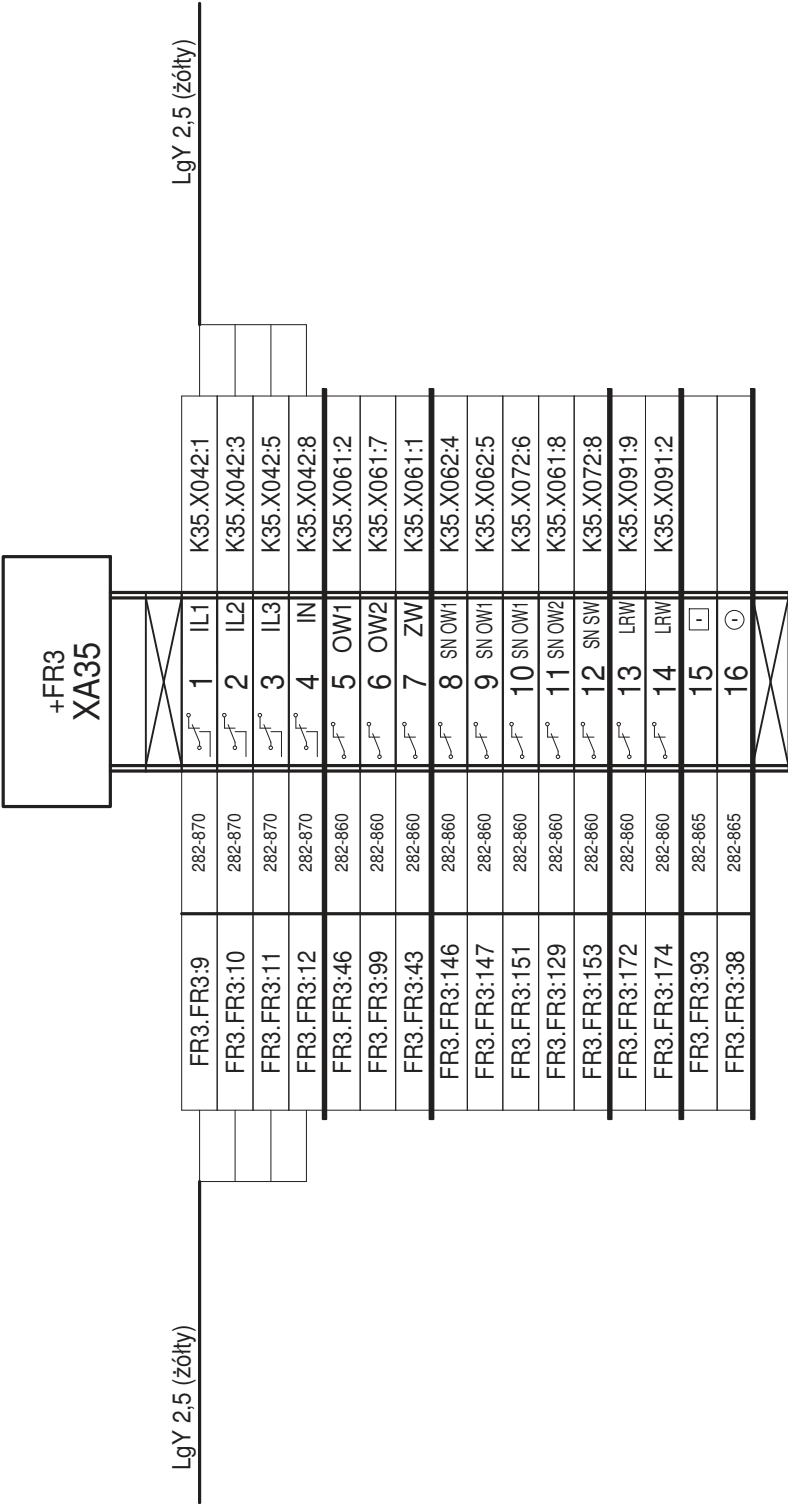 LgY 2,5 (żółty)
+FR3
XA35
FR3.FR3:9 282-870 1 IL1 K35.X042:1
FR3.FR3:10 282-870 2 IL2 K35.X042:3
FR3.FR3:11 282-870 3 IL3 K35.X042:5
FR3.FR3:12 282-870 4 IN K35.X042:8
FR3.FR3:46 282-860 5 OW1 K35.X061:2
FR3.FR3:99 282-860 6 OW2 K35.X061:7
FR3.FR3:43 282-860 7 ZW K35.X061:1
FR3.FR3:146 282-860 8 SN OW1 K35.X062:4
FR3.FR3:147 282-860 9 SN OW1 K35.X062:5
FR3.FR3:151 282-860 10 SN OW1 K35.X072:6
FR3.FR3:129 282-860 11 SN OW2 K35.X061:8
FR3.FR3:153 282-860 12 SN SW K35.X072:8
FR3.FR3:172 282-860 13 LRW K35.X091:9
FR3.FR3:174 282-860 14 LRW K35.X091:2
FR3.FR3:93 282-865 15 -
FR3.FR3:38 282-865 16 -
LgY 2,5 (żółty)